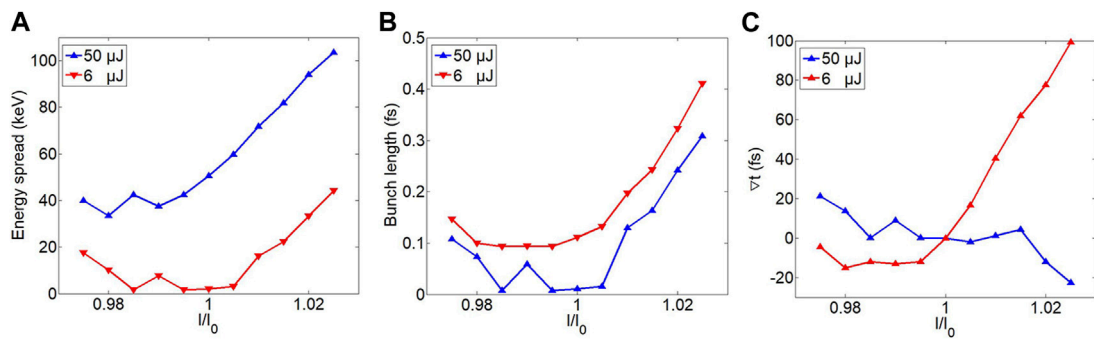 A
50 µJ
6 µJ
Energy spread (keV)
100
80
60
40
20
0
0.98
1
1.02
I/I0
B
50 µJ
6 µJ
Bunch length (fs)
0.5
0.4
0.3
0.2
0.1
0
0.98
1
1.02
I/I0
C
50 µJ
6 µJ
∇t (fs)
100
80
60
40
20
0
-20
0.98
1
1.02
I/I0